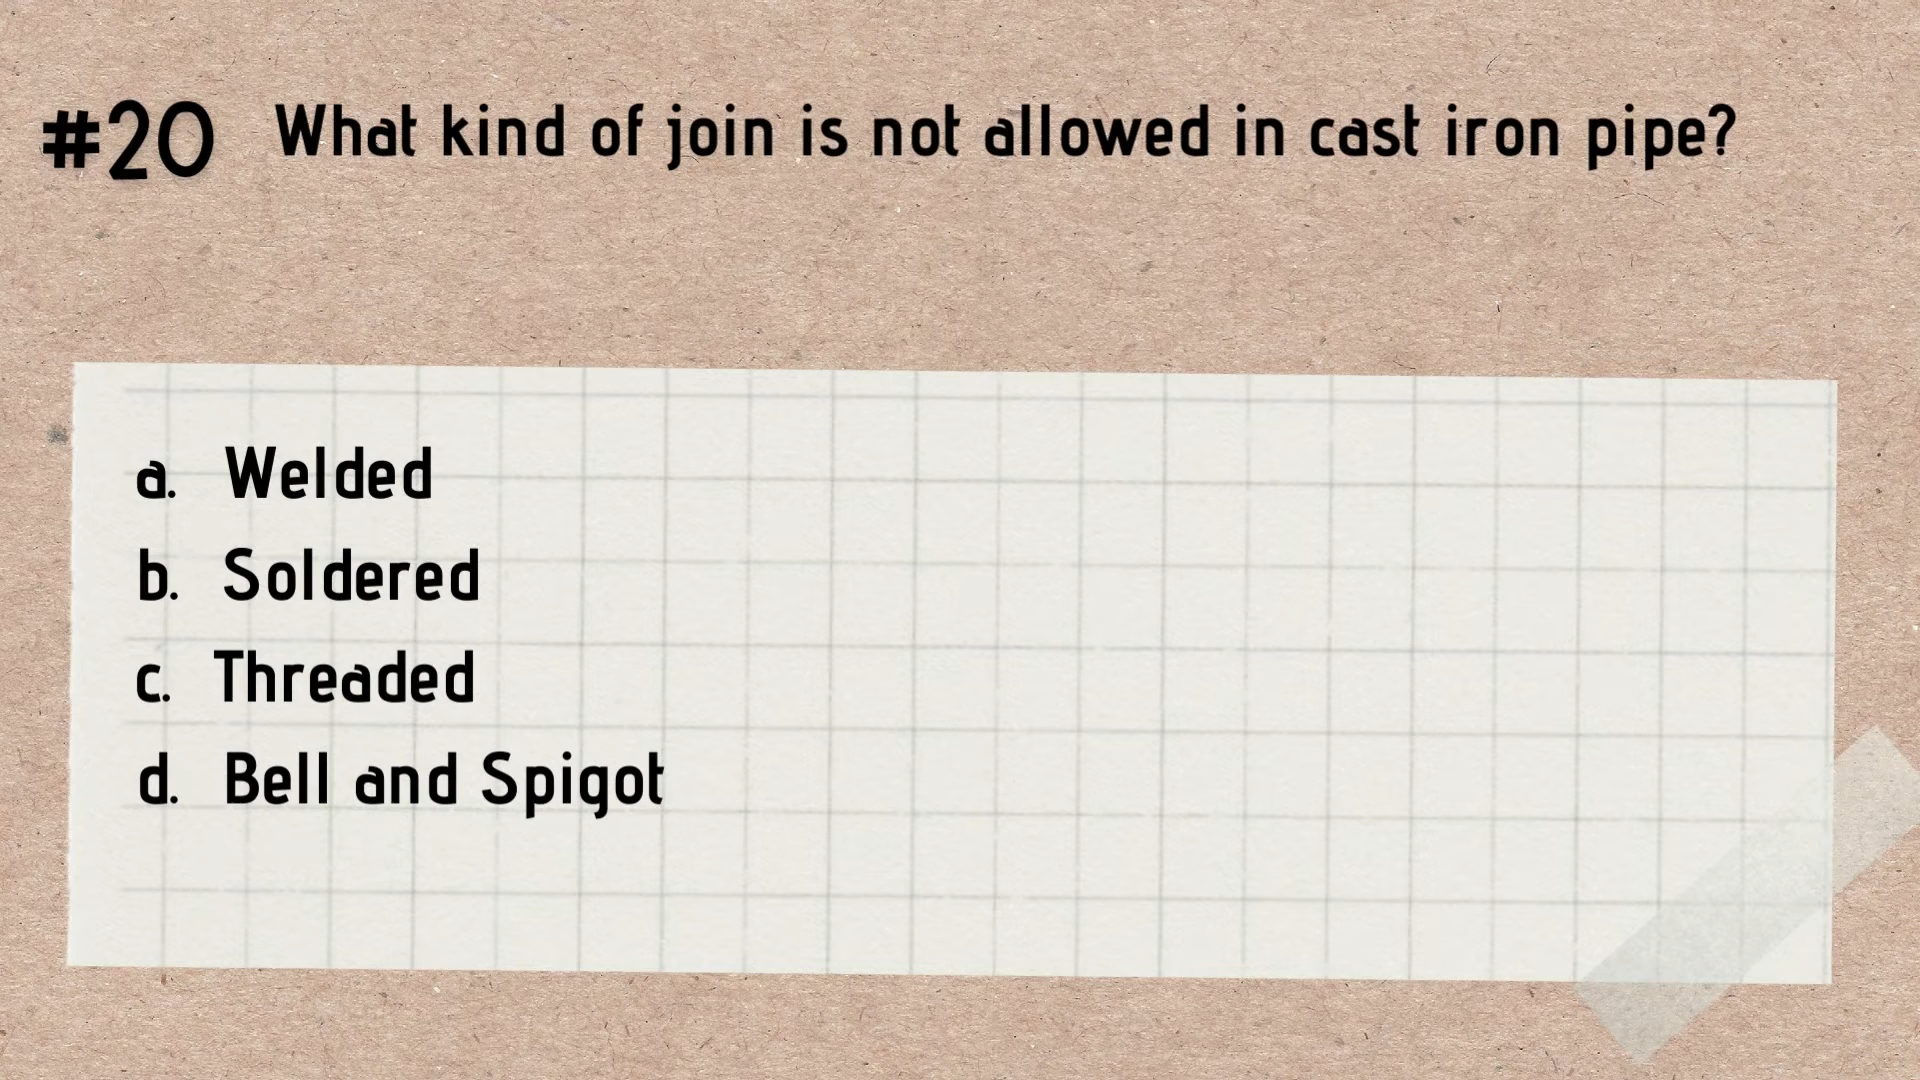 #20 What kind of join is not allowed in cast iron pipe?
a. Welded
b. Soldered
c. Threaded
d. Bell and Spigot